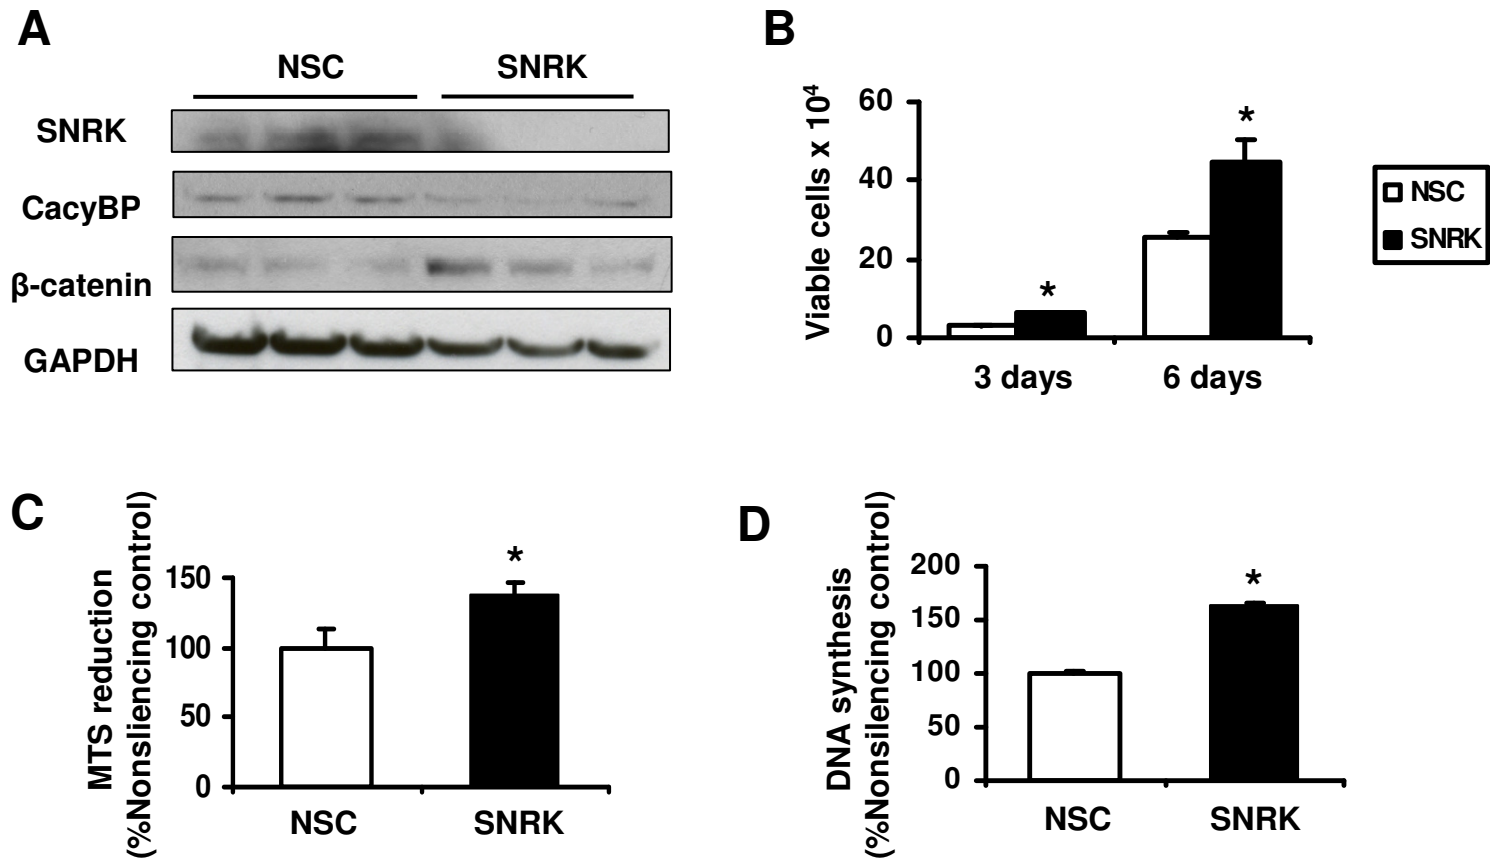 A
NSC SNRK
SNRK
CacyBP
β-catenin
GAPDH
B
Viable cells x 10⁴
60
40
20
0
*
*
3 days 6 days
NSC
SNRK
C
MTS reduction
(%Nonsliencing control)
150
100
50
0
*
NSC SNRK
D
DNA synthesis
(%Nonsilencing control)
200
150
100
50
0
*
NSC SNRK